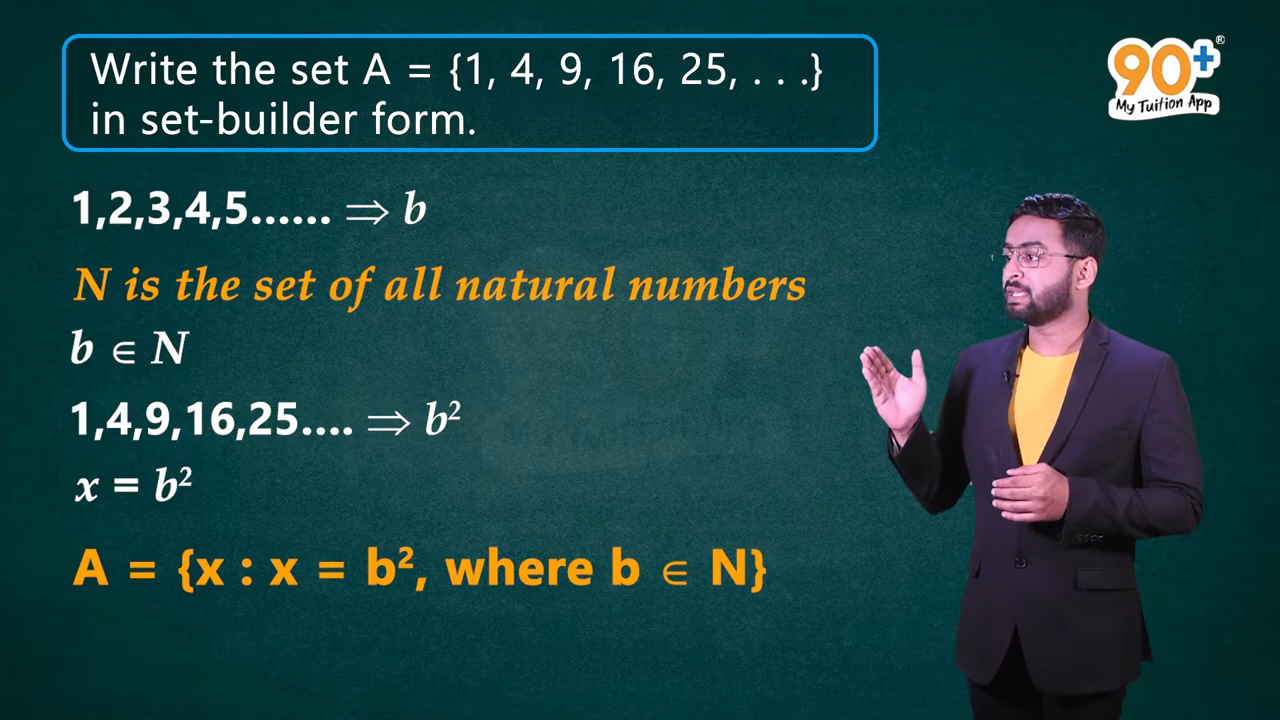 Write the set A = {1, 4, 9, 16, 25, . . .}
in set-builder form.
90+®
My Tuition App
1,2,3,4,5...... ⇒ b
N is the set of all natural numbers
b ∈ N
1,4,9,16,25.... ⇒ b²
x = b²
A = {x : x = b², where b ∈ N}